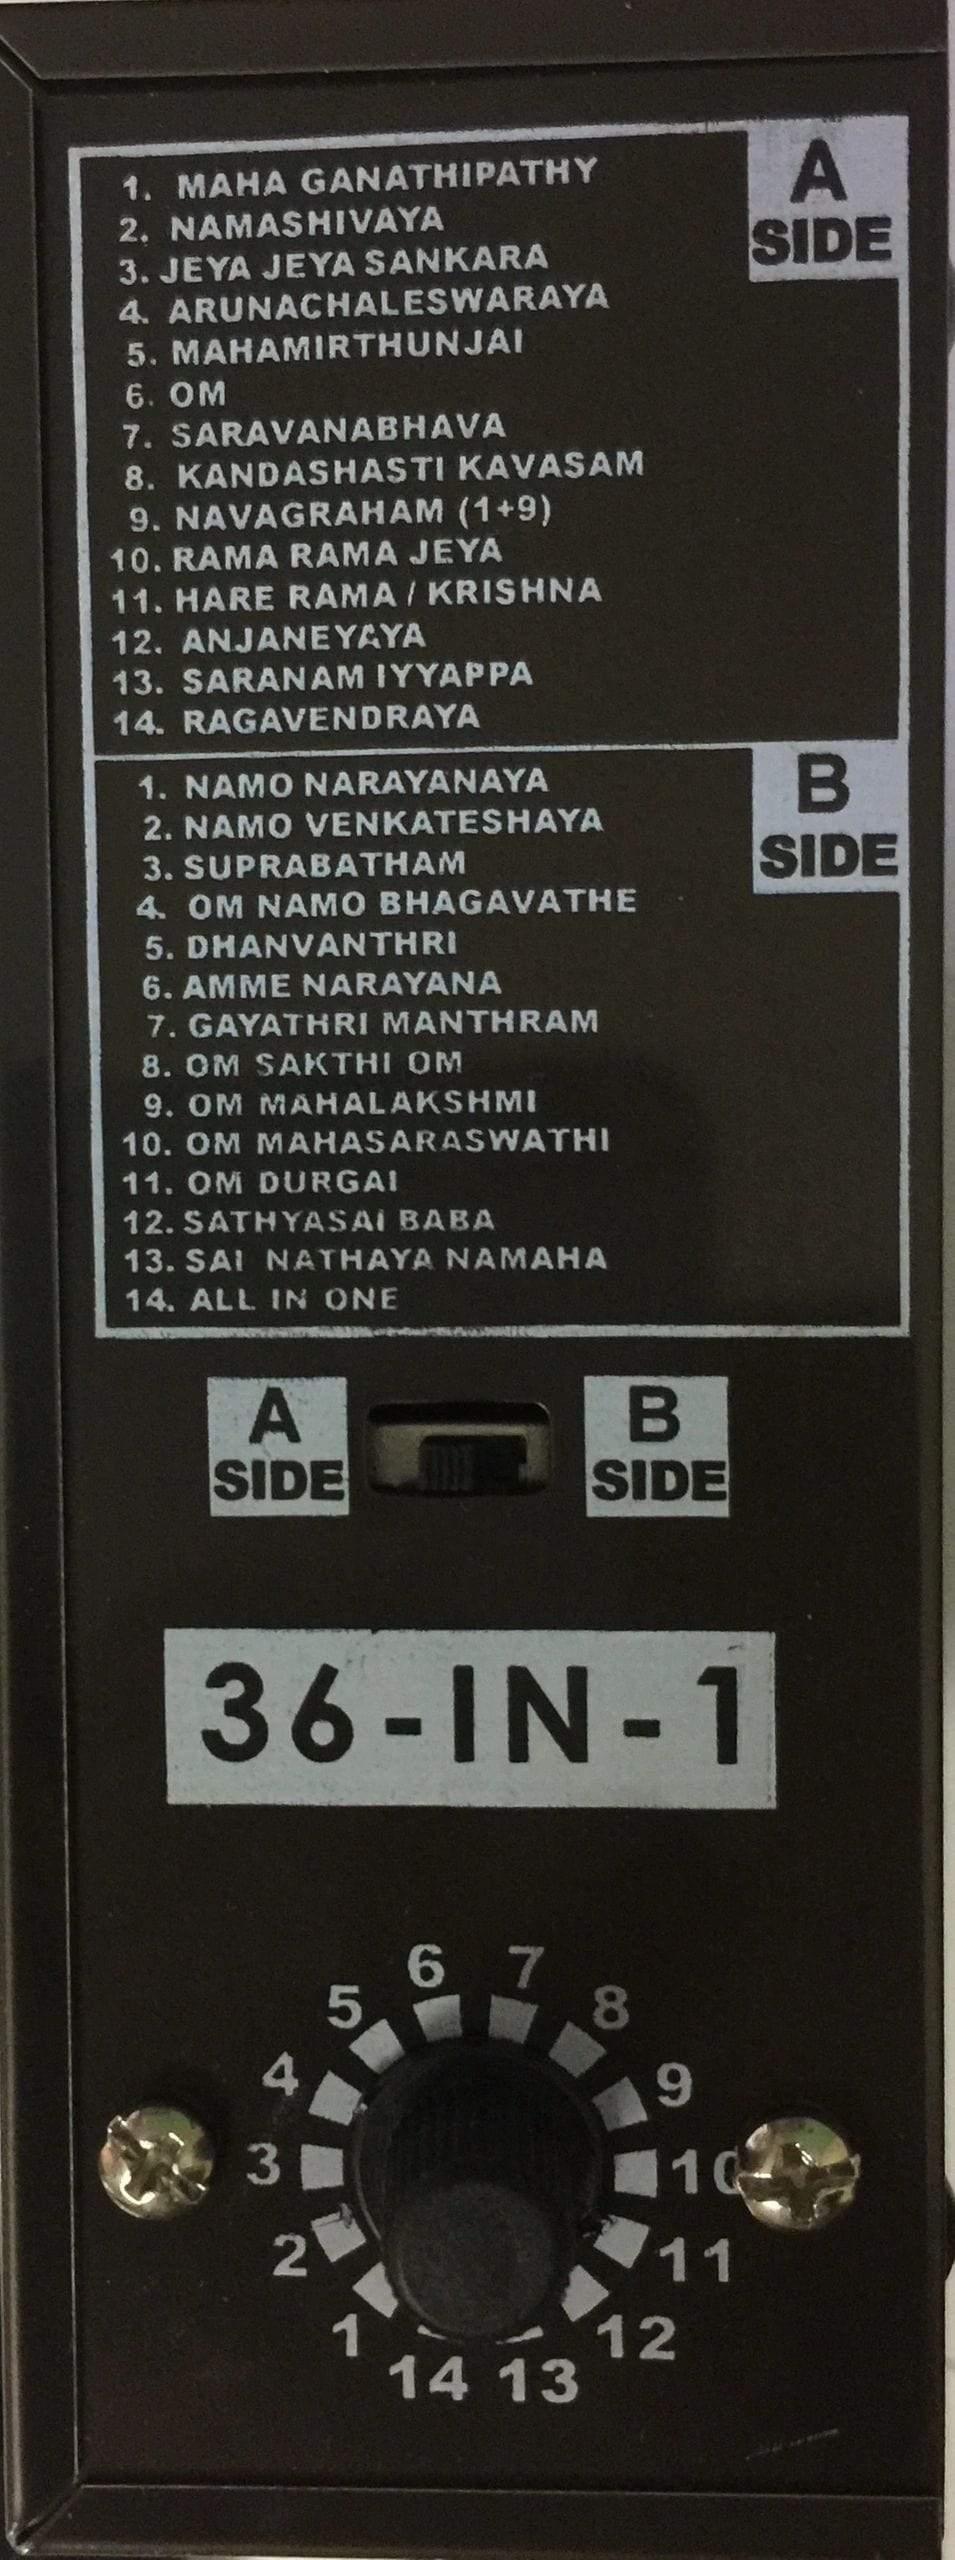 A
SIDE
1. MAHA GANATHIPATHY
2. NAMASHIVAYA
3. JEYA JEYA SANKARA
4. ARUNACHALESWARAYA
5. MAHAMIRTHUNJAI
6. OM
7. SARAVANABHAVA
8. KANDASHASTI KAVASAM
9. NAVAGRAHAM (1+9)
10. RAMA RAMA JEYA
11. HARE RAMA / KRISHNA
12. ANJANEYAYA
13. SARANAM IYYAPPA
14. RAGAVENDRAYA
B
SIDE
1. NAMO NARAYANAYA
2. NAMO VENKATESHAYA
3. SUPRABATHAM
4. OM NAMO BHAGAVATHE
5. DHANVANTHRI
6. AMME NARAYANA
7. GAYATHRI MANTHRAM
8. OM SAKTHI OM
9. OM MAHALAKSHMI
10. OM MAHASARASWATHI
11. OM DURGAI
12. SATHYASAI BABA
13. SAI NATHAYA NAMAHA
14. ALL IN ONE
A
SIDE
B
SIDE
36-IN-1
1
2
3
4
5
6
7
8
9
10
11
12
13
14